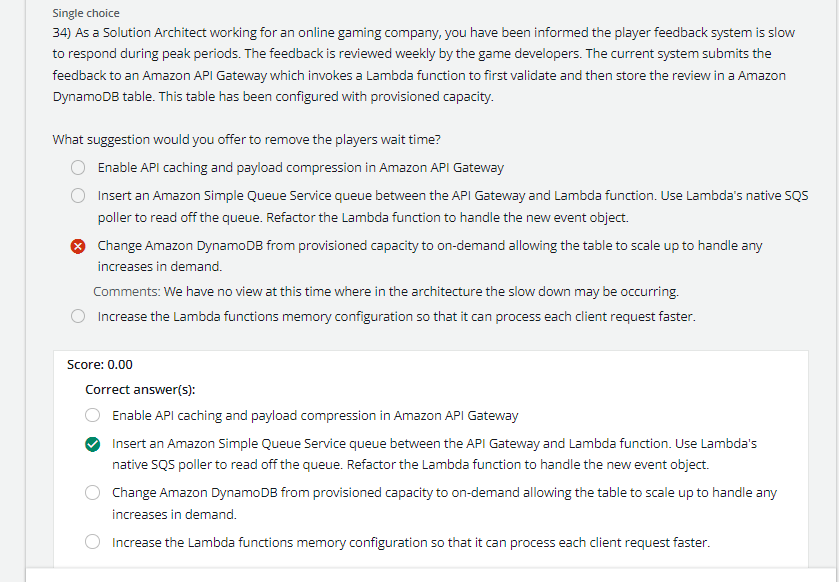 Single choice
34) As a Solution Architect working for an online gaming company, you have been informed the player feedback system is slow
to respond during peak periods. The feedback is reviewed weekly by the game developers. The current system submits the
feedback to an Amazon API Gateway which invokes a Lambda function to first validate and then store the review in a Amazon
DynamoDB table. This table has been configured with provisioned capacity.
What suggestion would you offer to remove the players wait time?
Enable API caching and payload compression in Amazon API Gateway
Insert an Amazon Simple Queue Service queue between the API Gateway and Lambda function. Use Lambda's native SQS
poller to read off the queue. Refactor the Lambda function to handle the new event object.
Change Amazon DynamoDB from provisioned capacity to on-demand allowing the table to scale up to handle any
increases in demand.
Comments: We have no view at this time where in the architecture the slow down may be occurring.
Increase the Lambda functions memory configuration so that it can process each client request faster.
Score: 0.00
Correct answer(s):
Enable API caching and payload compression in Amazon API Gateway
Insert an Amazon Simple Queue Service queue between the API Gateway and Lambda function. Use Lambda's
native SQS poller to read off the queue. Refactor the Lambda function to handle the new event object.
Change Amazon DynamoDB from provisioned capacity to on-demand allowing the table to scale up to handle any
increases in demand.
Increase the Lambda functions memory configuration so that it can process each client request faster.